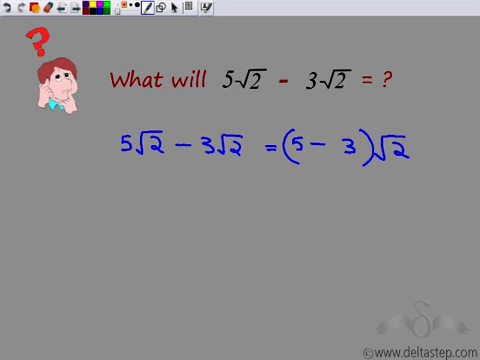 ?
What will 5√2 - 3√2 = ?
5√2 - 3√2 = (5 - 3)√2
©www.deltastep.com